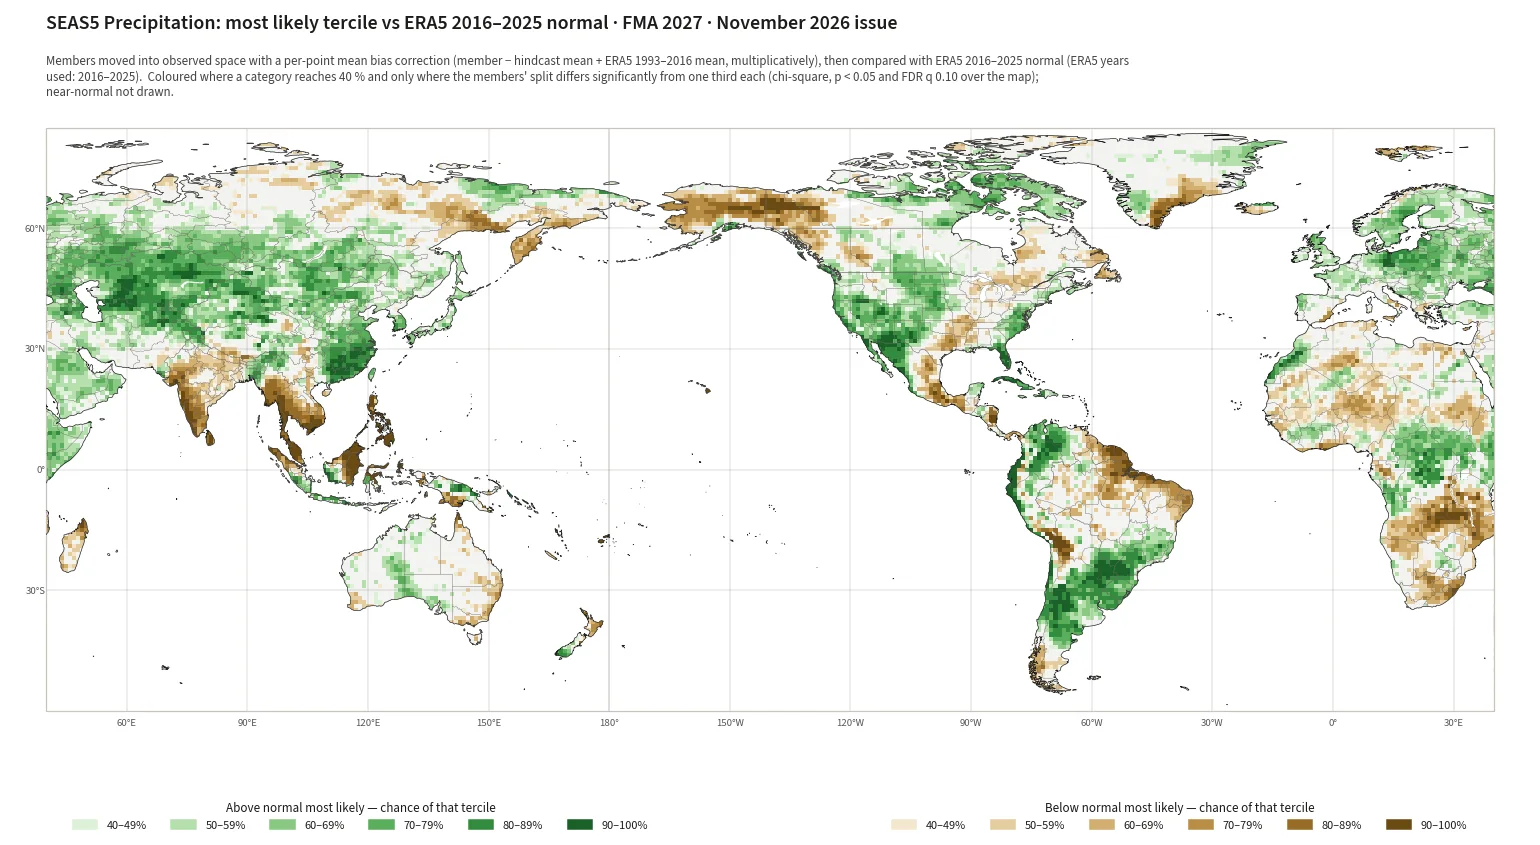 SEAS5 Precipitation: most likely tercile vs ERA5 2016–2025 normal · FMA 2027 · November 2026 issue
Members moved into observed space with a per-point mean bias correction (member − hindcast mean + ERA5 1993–2016 mean, multiplicatively), then compared with ERA5 2016–2025 normal (ERA5 years
used: 2016–2025). Coloured where a category reaches 40 % and only where the members' split differs significantly from one third each (chi-square, p < 0.05 and FDR q 0.10 over the map);
near-normal not drawn.
60°N
30°N
0°
30°S
60°E 90°E 120°E 150°E 180° 150°W 120°W 90°W 60°W 30°W 0° 30°E
Above normal most likely — chance of that tercile
40–49% 50–59% 60–69% 70–79% 80–89% 90–100%
Below normal most likely — chance of that tercile
40–49% 50–59% 60–69% 70–79% 80–89% 90–100%